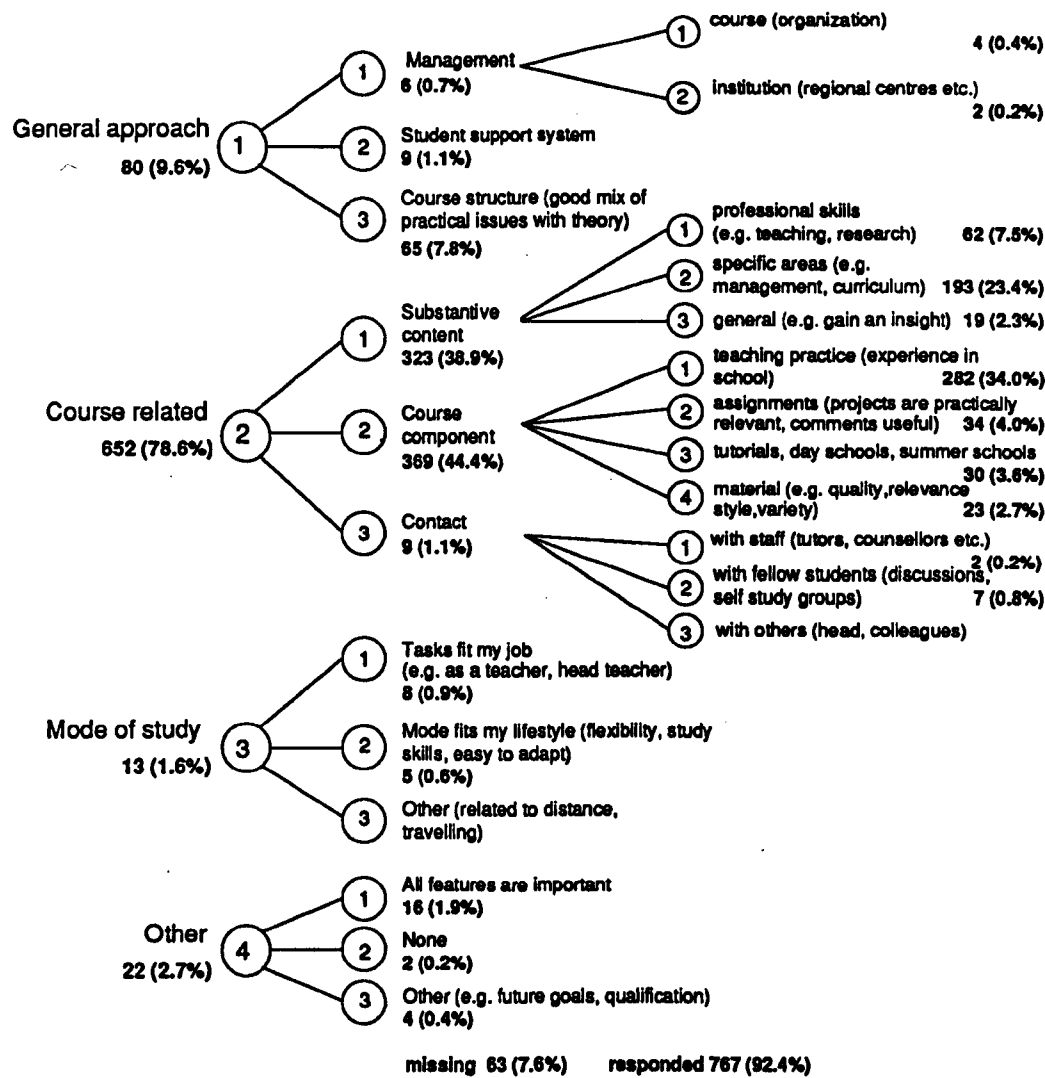 General approach
80 (9.6%)
1
1
Management
6 (0.7%)
1
course (organization)
4 (0.4%)
2
institution (regional centres etc.)
2 (0.2%)
2
Student support system
9 (1.1%)
3
Course structure (good mix of
practical issues with theory)
65 (7.8%)
Course related
652 (78.6%)
2
1
Substantive
content
323 (38.9%)
1
professional skills
(e.g. teaching, research) 62 (7.5%)
2
specific areas (e.g.
management, curriculum) 193 (23.4%)
3
general (e.g. gain an insight) 19 (2.3%)
2
Course
component
369 (44.4%)
1
teaching practice (experience in
school) 282 (34.0%)
2
assignments (projects are practically
relevant, comments useful) 34 (4.0%)
3
tutorials, day schools, summer schools
30 (3.6%)
4
material (e.g. quality,relevance
style,variety) 23 (2.7%)
3
Contact
9 (1.1%)
1
with staff (tutors, counsellors etc.)
2 (0.2%)
2
with fellow students (discussions,
self study groups) 7 (0.8%)
3
with others (head, colleagues)
Mode of study
13 (1.6%)
3
1
Tasks fit my job
(e.g. as a teacher, head teacher)
8 (0.9%)
2
Mode fits my lifestyle (flexibility, study
skills, easy to adapt)
5 (0.6%)
3
Other (related to distance,
travelling)
Other
22 (2.7%)
4
1
All features are important
16 (1.9%)
2
None
2 (0.2%)
3
Other (e.g. future goals, qualification)
4 (0.4%)
missing 63 (7.6%) responded 767 (92.4%)